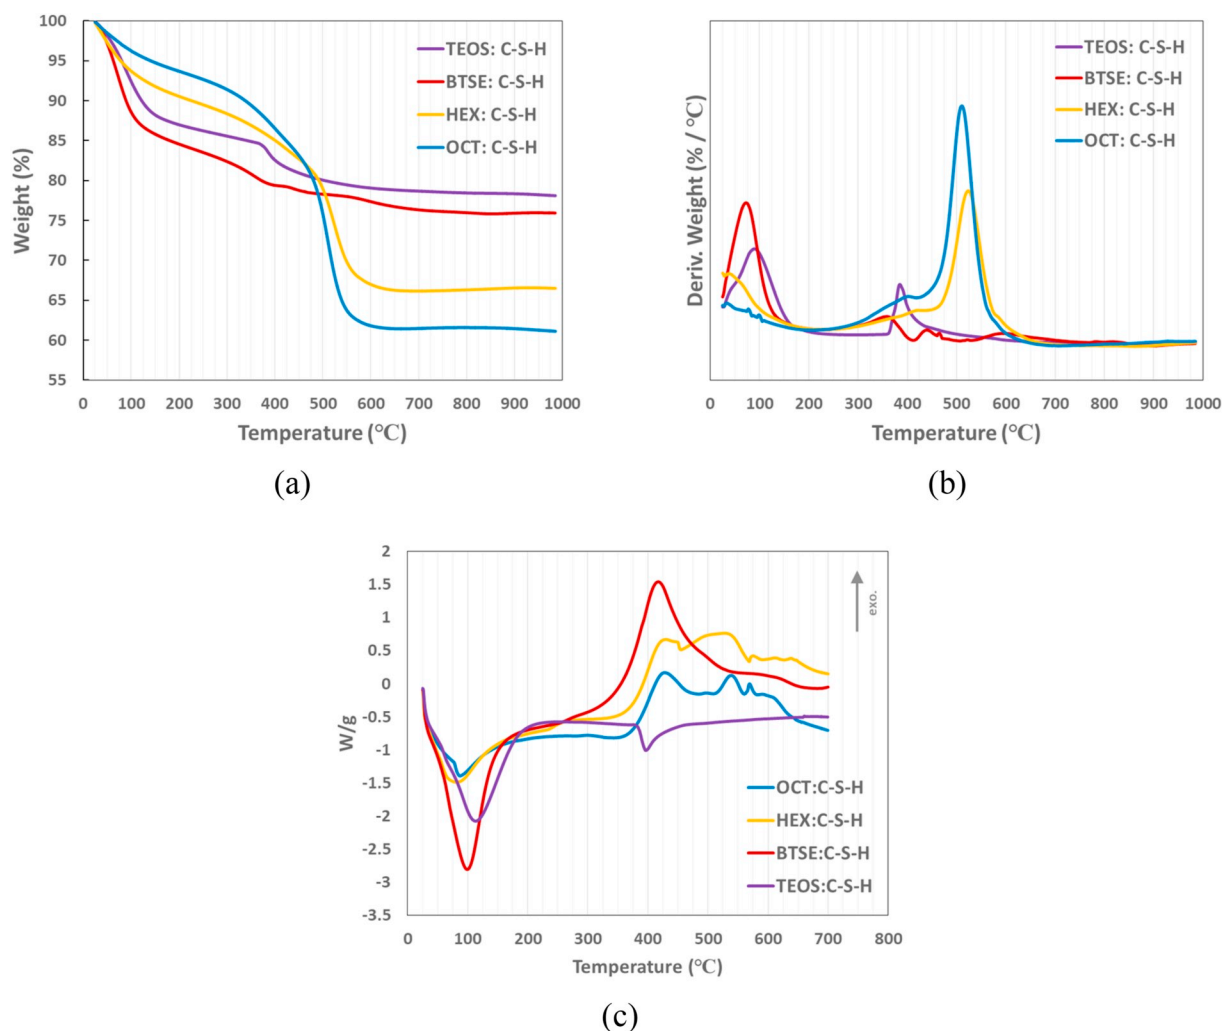 100
95
90
85
80
75
70
65
60
55
Weight (%)
TEOS: C-S-H
BTSE: C-S-H
HEX: C-S-H
OCT: C-S-H
0 100 200 300 400 500 600 700 800 900 1000
Temperature (°C)
(a)
Deriv. Weight (% / °C)
TEOS: C-S-H
BTSE: C-S-H
HEX: C-S-H
OCT: C-S-H
0 100 200 300 400 500 600 700 800 900 1000
Temperature (°C)
(b)
2
1.5
1
0.5
0
-0.5
-1
-1.5
-2
-2.5
-3
-3.5
W/g
exo.
OCT:C-S-H
HEX:C-S-H
BTSE:C-S-H
TEOS:C-S-H
0 100 200 300 400 500 600 700 800
Temperature (°C)
(c)